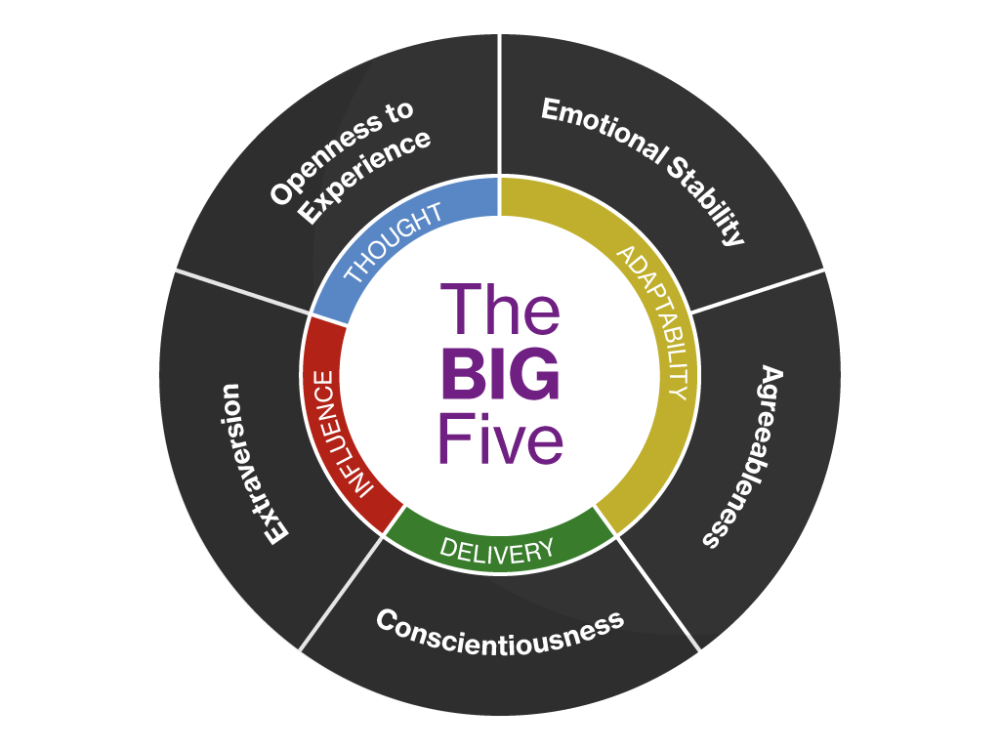 The
BIG
Five
Openness to
Experience
Emotional Stability
Agreeableness
Conscientiousness
Extraversion
THOUGHT
ADAPTABILITY
DELIVERY
INFLUENCE